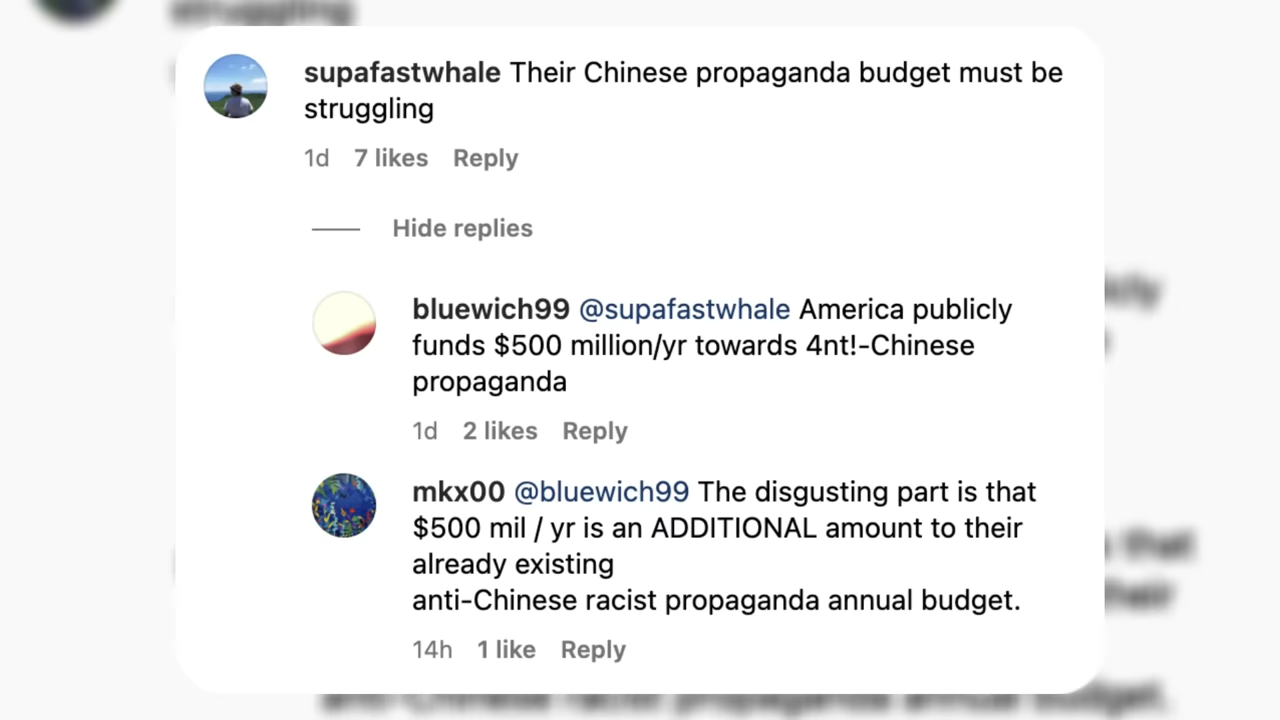 supafastwhale Their Chinese propaganda budget must be
struggling
1d 7 likes Reply
Hide replies
bluewich99 @supafastwhale America publicly
funds $500 million/yr towards 4nt!-Chinese
propaganda
1d 2 likes Reply
mkx00 @bluewich99 The disgusting part is that
$500 mil / yr is an ADDITIONAL amount to their
already existing
anti-Chinese racist propaganda annual budget.
14h 1 like Reply